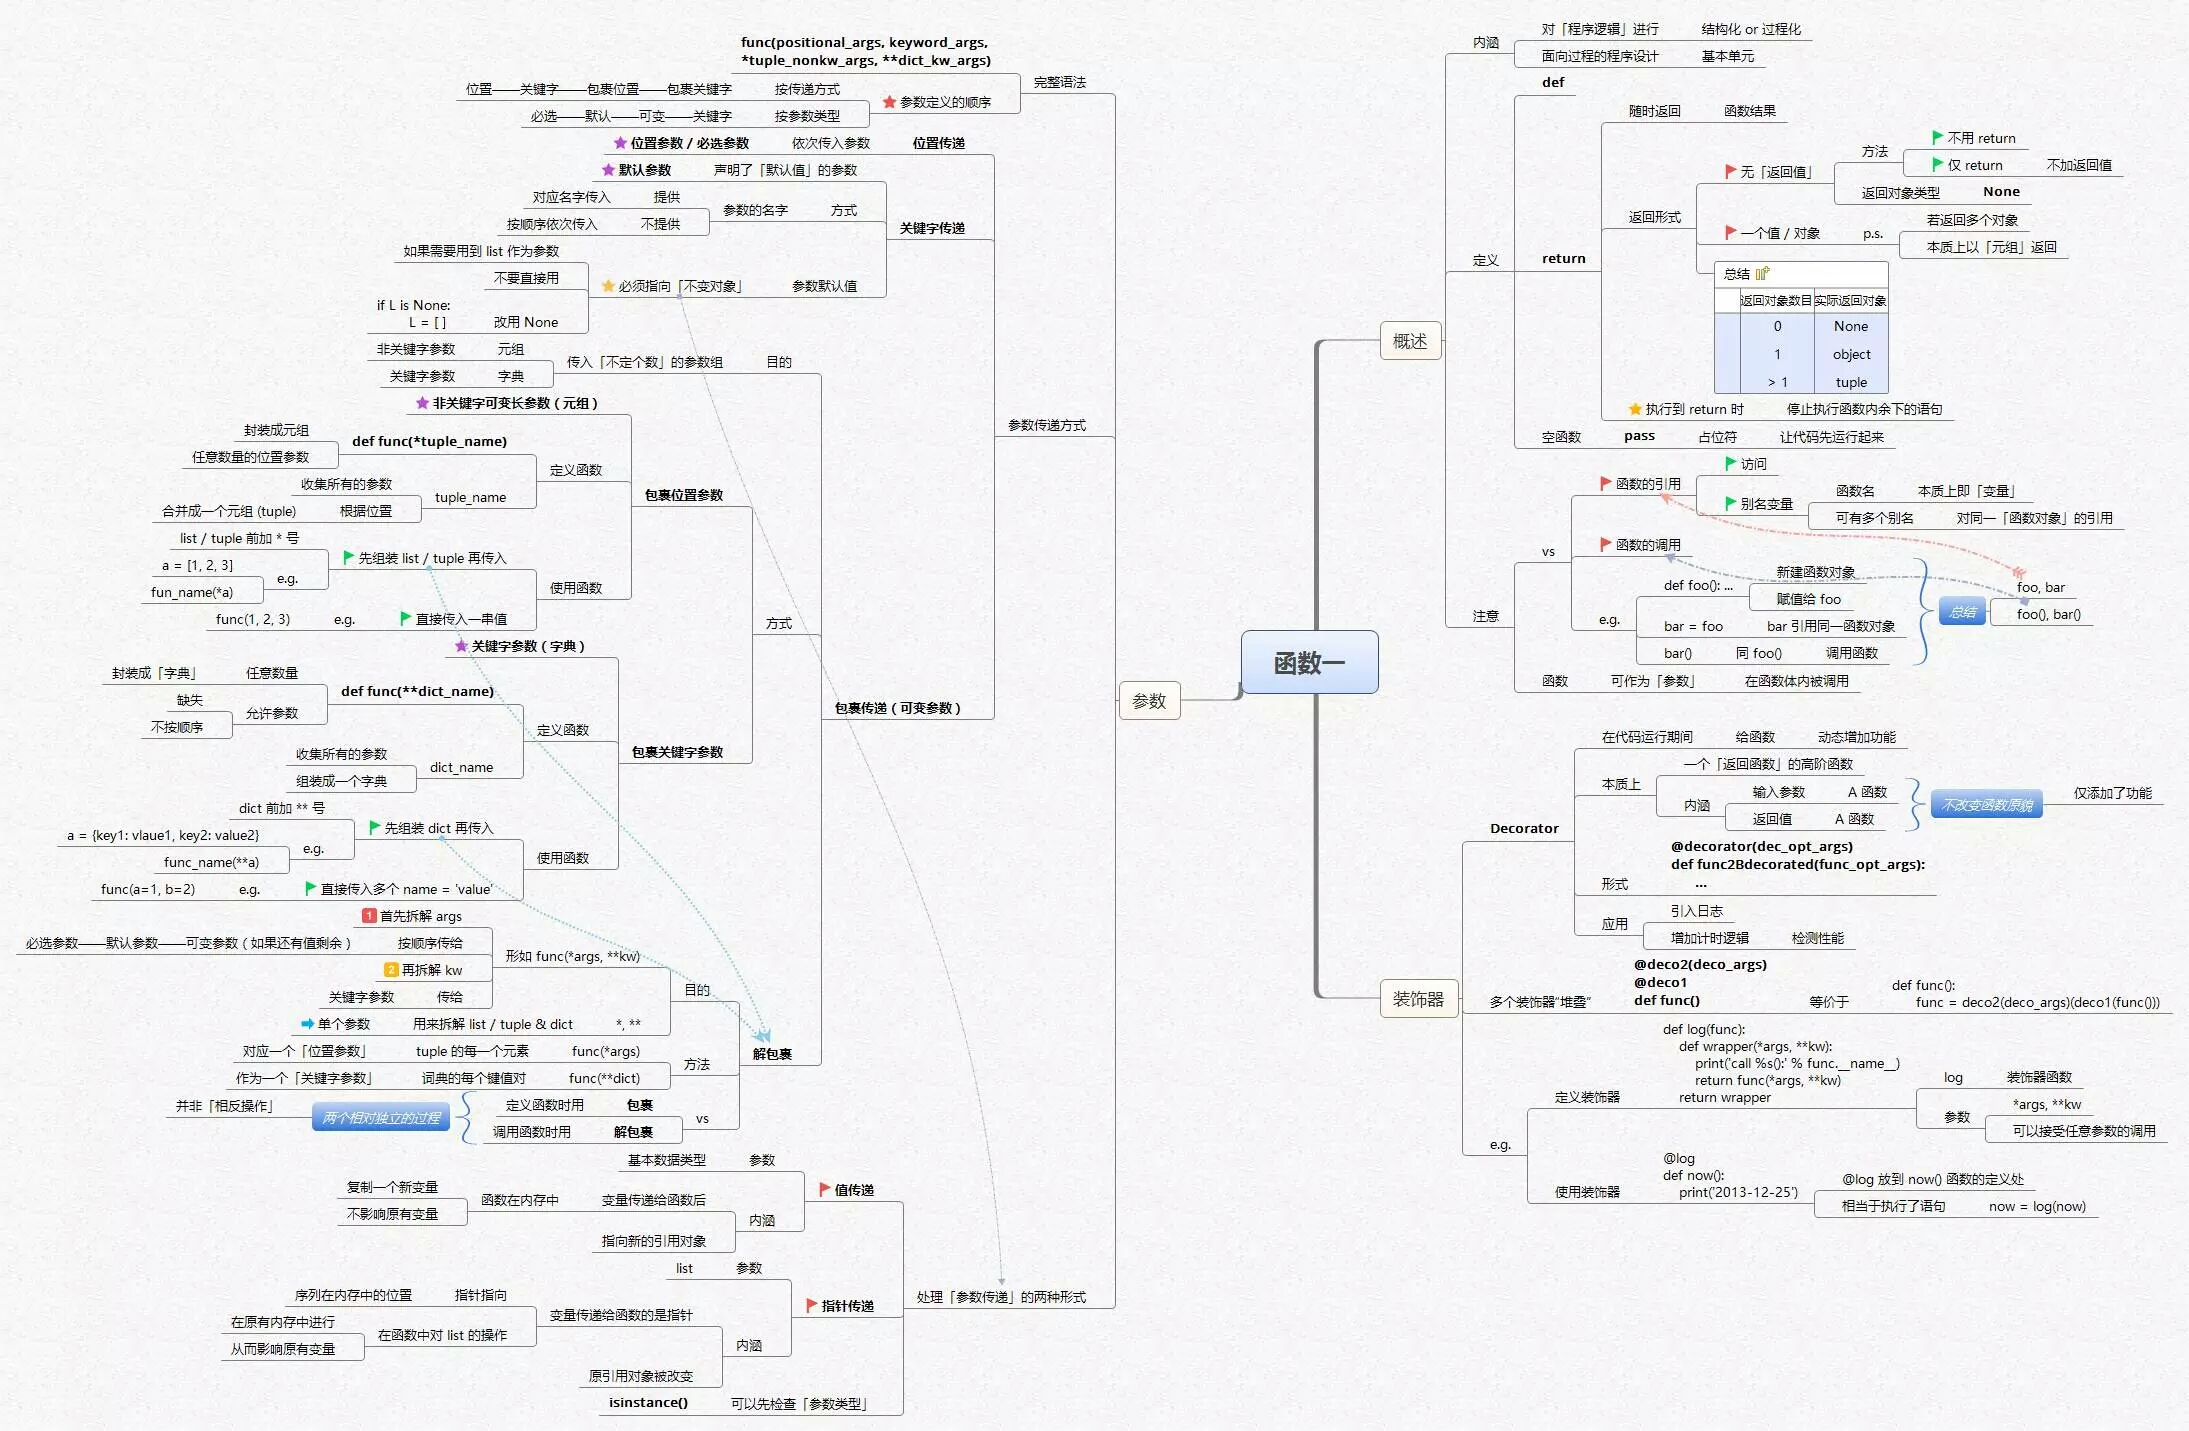 函数一
概述
内涵
对「程序逻辑」进行
结构化 or 过程化
面向过程的程序设计
基本单元
定义
def
return
随时返回
函数结果
返回形式
无「返回值」
方法
不用 return
仅 return
不加返回值
返回对象类型
None
一个值 / 对象
p.s.
若返回多个对象
本质上以「元组」返回
总结
返回对象数目 实际返回对象
0 None
1 object
> 1 tuple
执行到 return 时
停止执行函数内余下的语句
空函数
pass
占位符
让代码先运行起来
注意
vs
函数的引用
访问
别名变量
函数名
本质上即「变量」
可有多个别名
对同一「函数对象」的引用
函数的调用
e.g.
def foo(): ...
新建函数对象
赋值给 foo
bar = foo
bar 引用同一函数对象
bar()
同 foo()
调用函数
总结
foo, bar
foo(), bar()
函数
可作为「参数」
在函数体内被调用
参数
完整语法
func(positional_args, keyword_args,
*tuple_nonkw_args, **dict_kw_args)
参数定义的顺序
按传递方式
位置——关键字——包裹位置——包裹关键字
按参数类型
必选——默认——可变——关键字
参数传递方式
位置传递
依次传入参数
位置参数 / 必选参数
关键字传递
声明了「默认值」的参数
默认参数
方式
参数的名字
提供
对应名字传入
不提供
按顺序依次传入
参数默认值
必须指向「不变对象」
如果需要用到 list 作为参数
不要直接用
改用 None
if L is None:
L = [ ]
包裹传递（可变参数）
目的
传入「不定个数」的参数组
元组
非关键字参数
字典
关键字参数
方式
包裹位置参数
非关键字可变长参数（元组）
定义函数
def func(*tuple_name)
封装成元组
任意数量的位置参数
tuple_name
收集所有的参数
根据位置
合并成一个元组 (tuple)
使用函数
先组装 list / tuple 再传入
list / tuple 前加 * 号
e.g.
a = [1, 2, 3]
fun_name(*a)
直接传入一串值
e.g.
func(1, 2, 3)
包裹关键字参数
关键字参数（字典）
定义函数
def func(**dict_name)
任意数量
封装成「字典」
允许参数
缺失
不按顺序
dict_name
收集所有的参数
组装成一个字典
使用函数
先组装 dict 再传入
dict 前加 ** 号
e.g.
a = {key1: vlaue1, key2: value2}
func_name(**a)
直接传入多个 name = 'value'
e.g.
func(a=1, b=2)
解包裹
目的
形如 func(*args, **kw)
1 首先拆解 args
按顺序传给
必选参数——默认参数——可变参数（如果还有值剩余）
2 再拆解 kw
传给
关键字参数
*, **
用来拆解 list / tuple & dict
单个参数
方法
func(*args)
tuple 的每一个元素
对应一个「位置参数」
func(**dict)
词典的每个键值对
作为一个「关键字参数」
vs
包裹
定义函数时用
解包裹
调用函数时用
两个相对独立的过程
并非「相反操作」
处理「参数传递」的两种形式
值传递
参数
基本数据类型
内涵
变量传递给函数后
函数在内存中
复制一个新变量
不影响原有变量
指向新的引用对象
指针传递
参数
list
内涵
变量传递给函数的是指针
指针指向
序列在内存中的位置
在函数中对 list 的操作
在原有内存中进行
从而影响原有变量
原引用对象被改变
可以先检查「参数类型」
isinstance()
装饰器
Decorator
在代码运行期间
给函数
动态增加功能
本质上
一个「返回函数」的高阶函数
内涵
输入参数
A 函数
返回值
A 函数
不改变函数原貌
仅添加了功能
形式
@decorator(dec_opt_args)
def func2Bdecorated(func_opt_args):
...
应用
引入日志
增加计时逻辑
检测性能
多个装饰器“堆叠”
@deco2(deco_args)
@deco1
def func()
等价于
def func():
func = deco2(deco_args)(deco1(func()))
e.g.
定义装饰器
def log(func):
def wrapper(*args, **kw):
print('call %s():' % func.__name__)
return func(*args, **kw)
return wrapper
log
装饰器函数
参数
*args, **kw
可以接受任意参数的调用
使用装饰器
@log
def now():
print('2013-12-25')
@log 放到 now() 函数的定义处
相当于执行了语句
now = log(now)